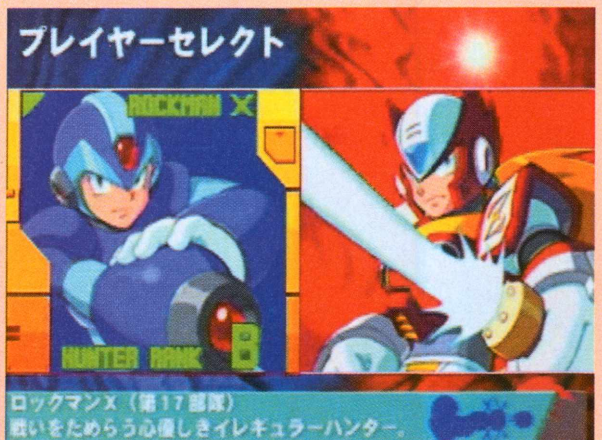 プレイヤーセレクト
ROCKMAN X
HUNTER RANK B
ロックマンX（第17部隊）
戦いをためらう心優しきイレギュラーハンター。